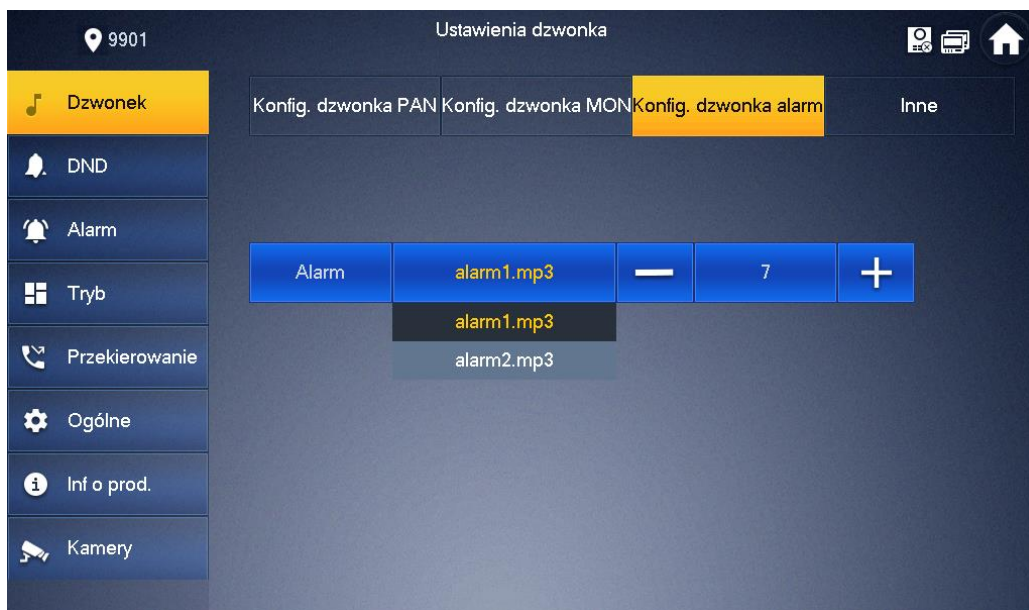 9901
Ustawienia dzwonka
Dzwonek
DND
Alarm
Tryb
Przekierowanie
Ogólne
Inf o prod.
Kamery
Konfig. dzwonka PAN
Konfig. dzwonka MON
Konfig. dzwonka alarm
Inne
Alarm
alarm1.mp3
7
alarm1.mp3
alarm2.mp3